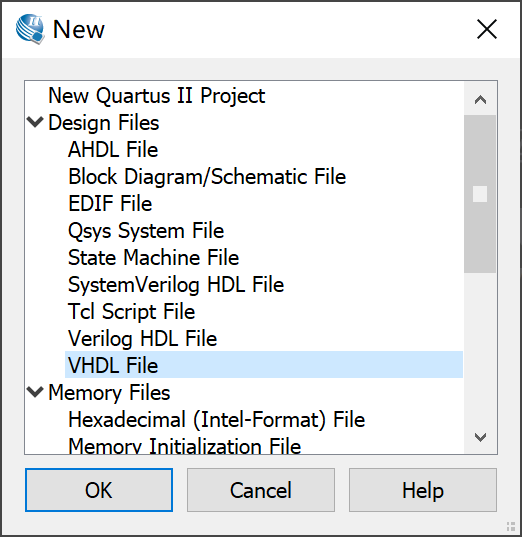 New
New Quartus II Project
Design Files
AHDL File
Block Diagram/Schematic File
EDIF File
Qsys System File
State Machine File
SystemVerilog HDL File
Tcl Script File
Verilog HDL File
VHDL File
Memory Files
Hexadecimal (Intel-Format) File
Memory Initialization File
OK
Cancel
Help